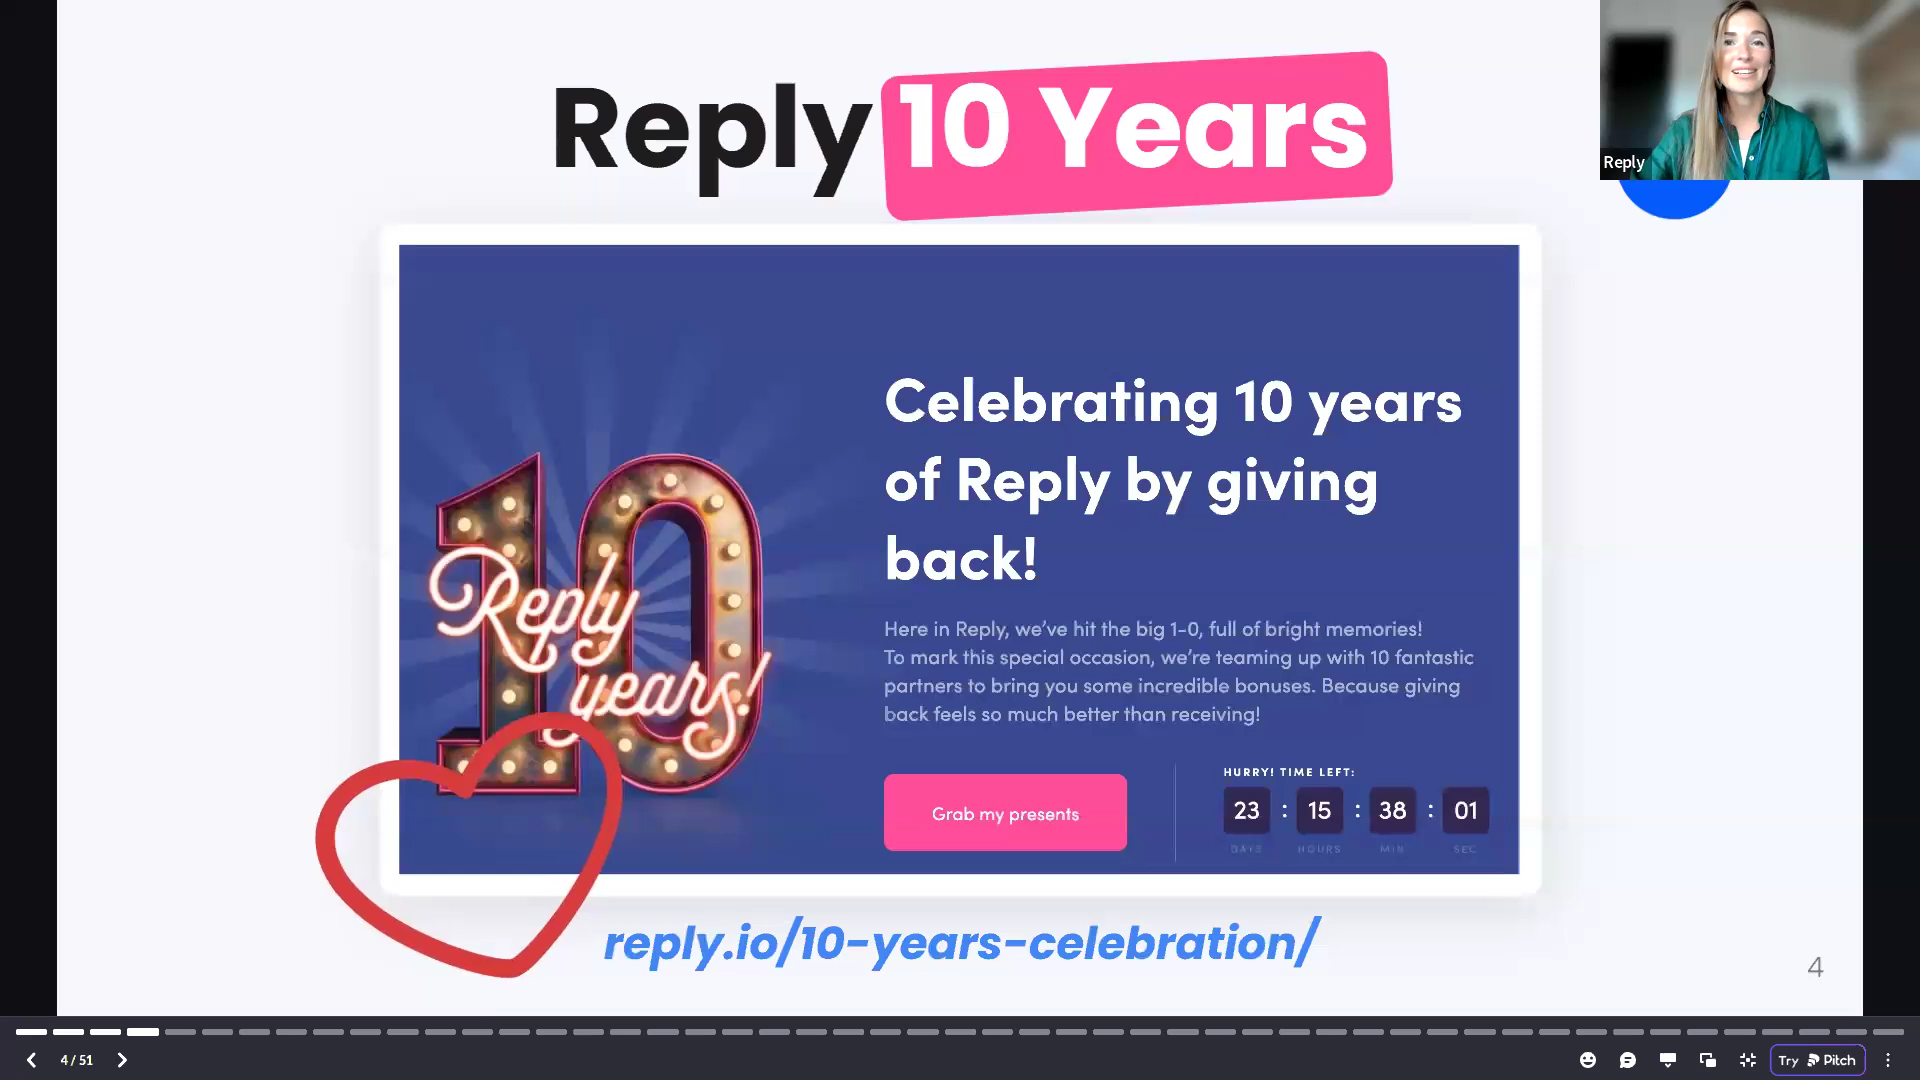 Reply 10 Years
Reply
Celebrating 10 years
of Reply by giving
back!
Reply
years!
Here in Reply, we've hit the big 1-0, full of bright memories!
To mark this special occasion, we're teaming up with 10 fantastic
partners to bring you some incredible bonuses. Because giving
back feels so much better than receiving!
Grab my presents
HURRY! TIME LEFT:
23 : 15 : 38 : 01
DAYS HOURS MIN SEC
reply.io/10-years-celebration/
4
4 / 51
Try Pitch